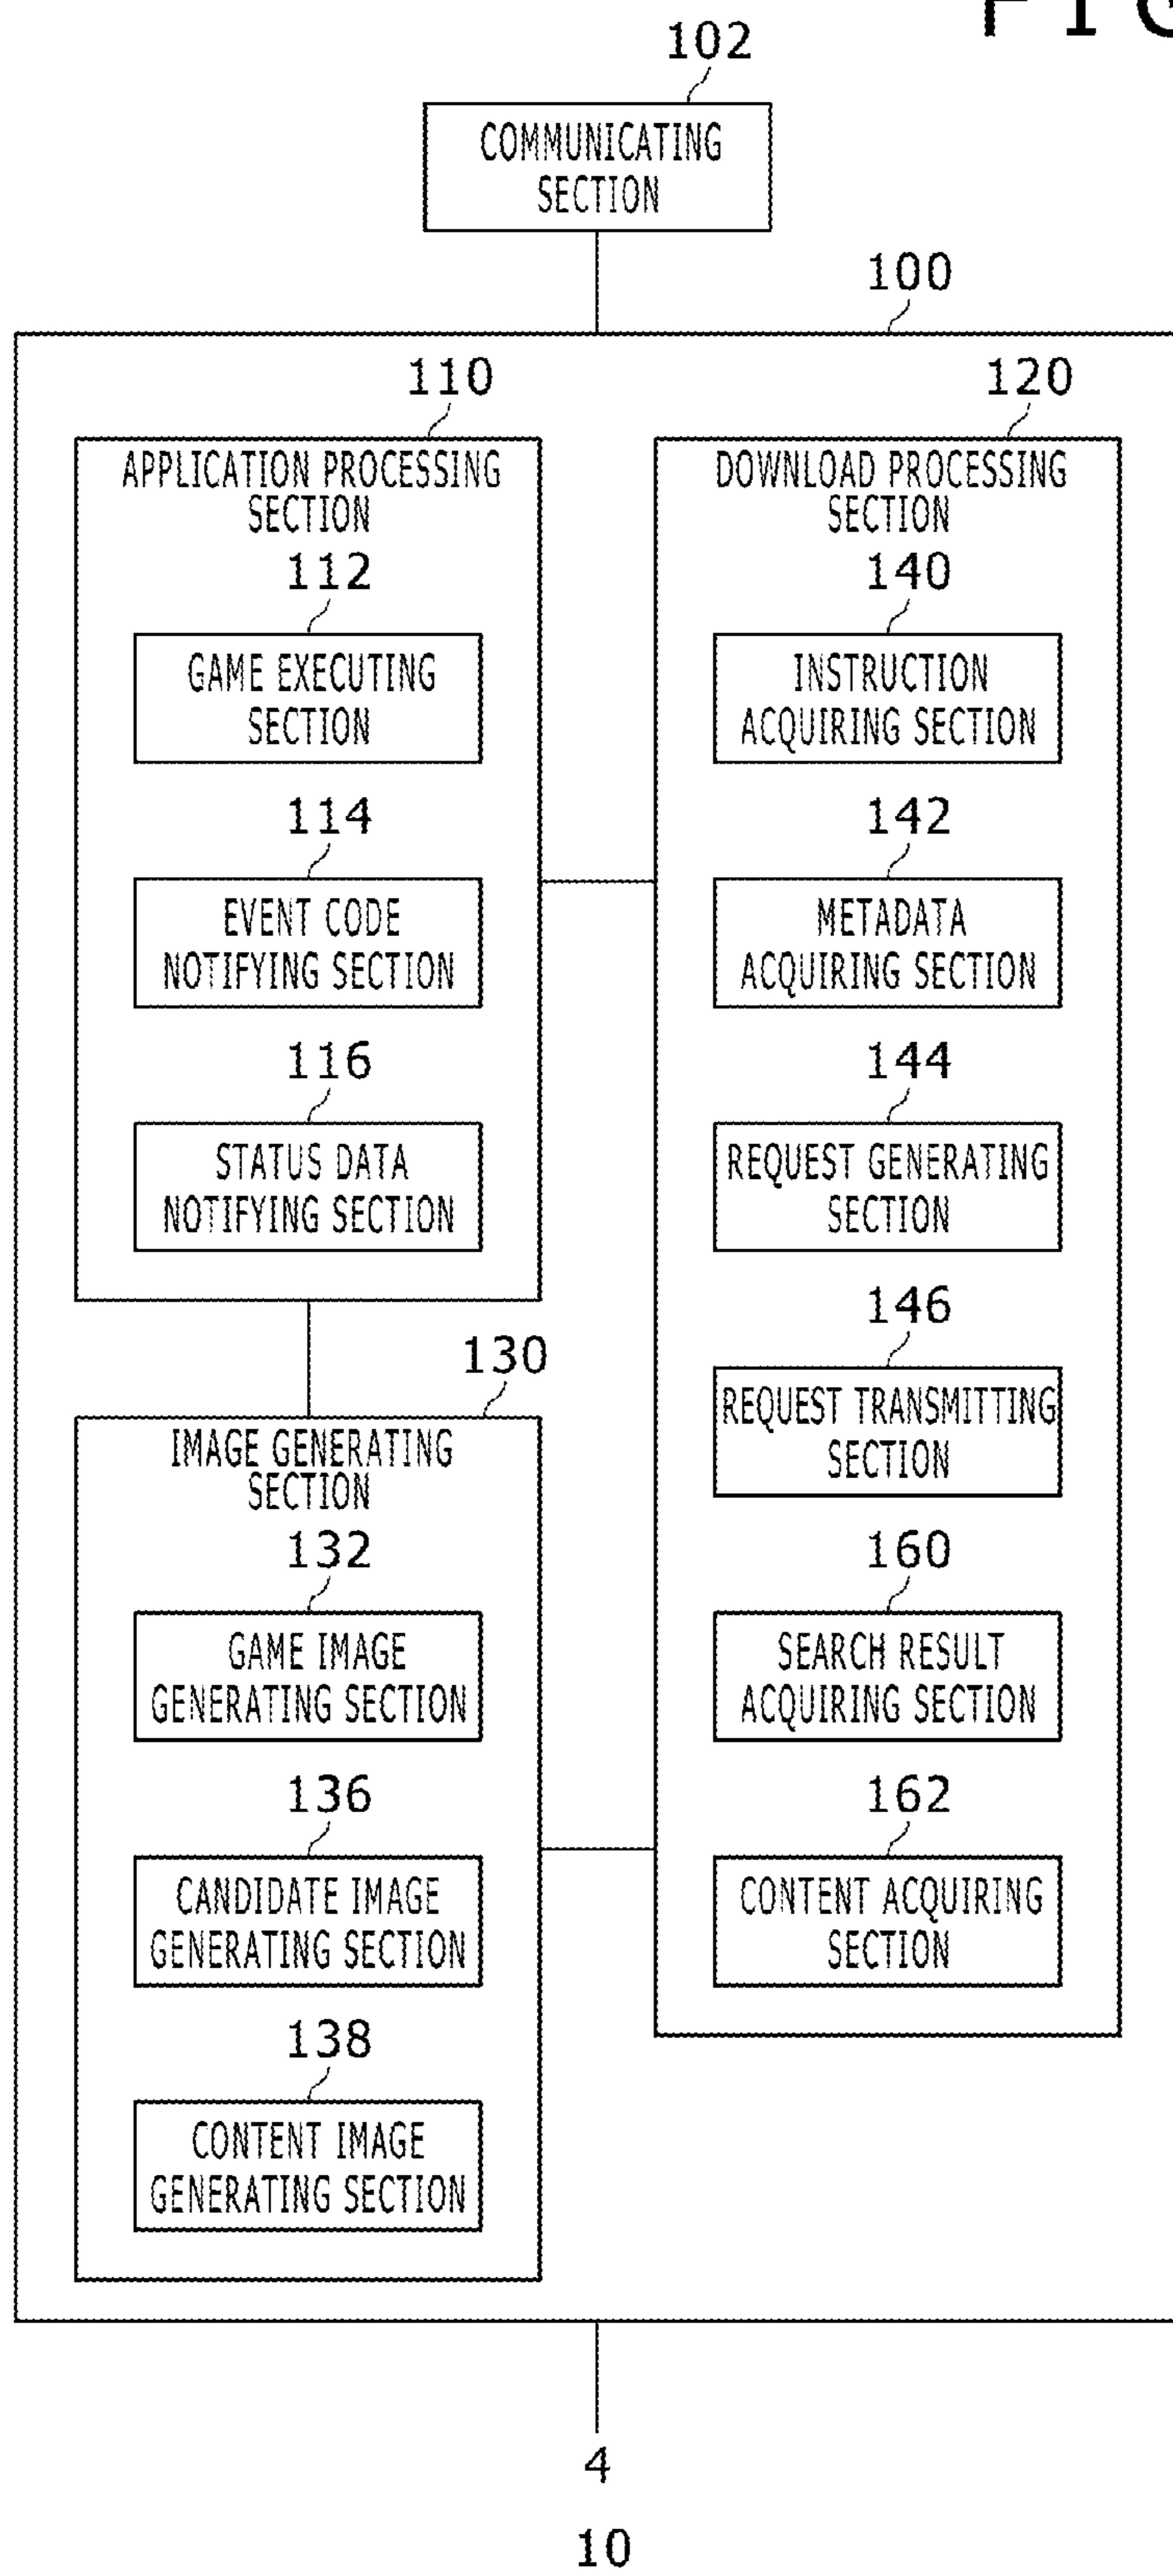 FIG
102
COMMUNICATING
SECTION
100
110
APPLICATION PROCESSING
SECTION
112
GAME EXECUTING
SECTION
114
EVENT CODE
NOTIFYING SECTION
116
STATUS DATA
NOTIFYING SECTION
130
IMAGE GENERATING
SECTION
132
GAME IMAGE
GENERATING SECTION
136
CANDIDATE IMAGE
GENERATING SECTION
138
CONTENT IMAGE
GENERATING SECTION
120
DOWNLOAD PROCESSING
SECTION
140
INSTRUCTION
ACQUIRING SECTION
142
METADATA
ACQUIRING SECTION
144
REQUEST GENERATING
SECTION
146
REQUEST TRANSMITTING
SECTION
160
SEARCH RESULT
ACQUIRING SECTION
162
CONTENT ACQUIRING
SECTION
4
10